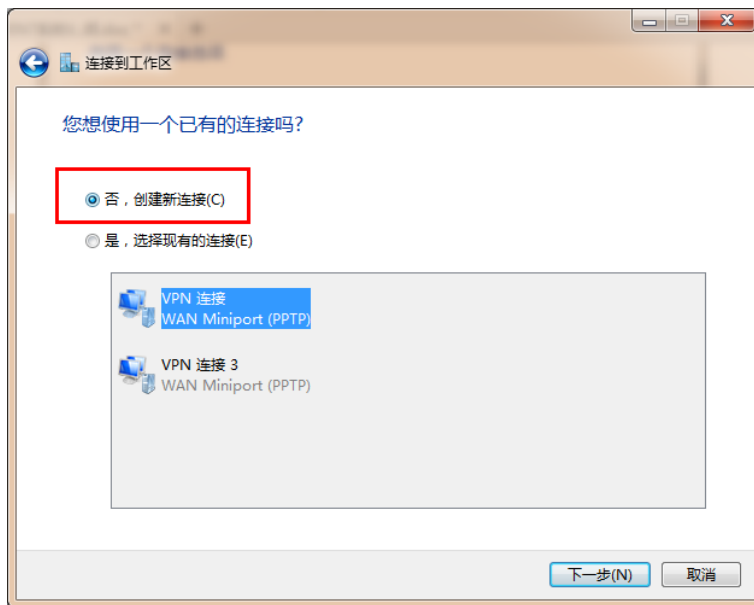 连接到工作区
您想使用一个已有的连接吗?
否，创建新连接(C)
是，选择现有的连接(E)
VPN 连接
WAN Miniport (PPTP)
VPN 连接 3
WAN Miniport (PPTP)
下一步(N)
取消